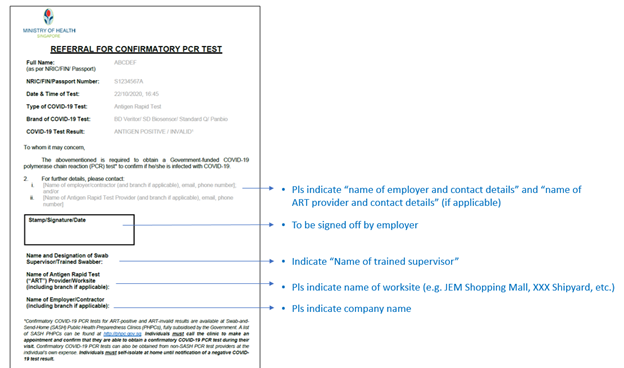 MINISTRY OF HEALTH
SINGAPORE
REFERRAL FOR CONFIRMATORY PCR TEST
Full Name: ABCDEF
(as per NRIC/FIN/ Passport)
NRIC/FIN/Passport Number: S1234567A
Date & Time of Test: 22/10/2020, 16:45
Type of COVID-19 Test: Antigen Rapid Test
Brand of COVID-19 Test: BD Veritor/ SD Biosensor/ Standard Q/ Panbio
COVID-19 Test Result: ANTIGEN POSITIVE / INVALID*
To whom it may concern,
The abovementioned is required to obtain a Government-funded COVID-19
polymerase chain reaction (PCR) test* to confirm if he/she is infected with COVID-19.
2. For further details, please contact:
i. [Name of employer/contractor (and branch if applicable), email, phone number],
and/or
ii. [Name of Antigen Rapid Test Provider (and branch if applicable), email, phone
number]
• Pls indicate “name of employer and contact details” and “name of
ART provider and contact details” (if applicable)
Stamp/Signature/Date
• To be signed off by employer
Name and Designation of Swab
Supervisor/Trained Swabber:
• Indicate “Name of trained supervisor”
Name of Antigen Rapid Test
(“ART”) Provider/Worksite
(including branch if applicable):
• Pls indicate name of worksite (e.g. JEM Shopping Mall, XXX Shipyard, etc.)
Name of Employer/Contractor
(including branch if applicable):
• Pls indicate company name
*Confirmatory COVID-19 PCR tests for ART-positive and ART-invalid results are available at Swab-and-
Send-Home (SASH) Public Health Preparedness Clinics (PHPCs), fully subsidised by the Government. A list
of SASH PHPCs can be found at http://phpc.gov.sg. Individuals must call the clinic to make an
appointment and confirm that they are able to obtain a confirmatory COVID-19 PCR test during their
visit. Confirmatory COVID-19 PCR tests can also be obtained from non-SASH PCR test providers at the
individual's own expense. Individuals must self-isolate at home until notification of a negative COVID-
19 test result.